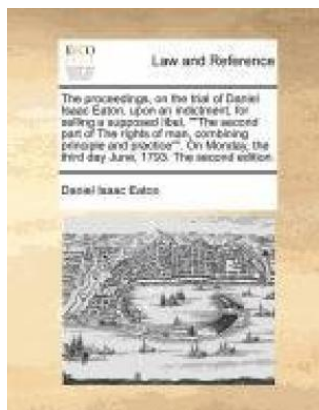 ECCO
Law and Reference
The proceedings, on the trial of Daniel
Isaac Eaton, upon an indictment, for
selling a supposed libel, ""The second
part of The rights of man, combining
principle and practice"". On Monday, the
third day June, 1793. The second edition.
Daniel Isaac Eaton